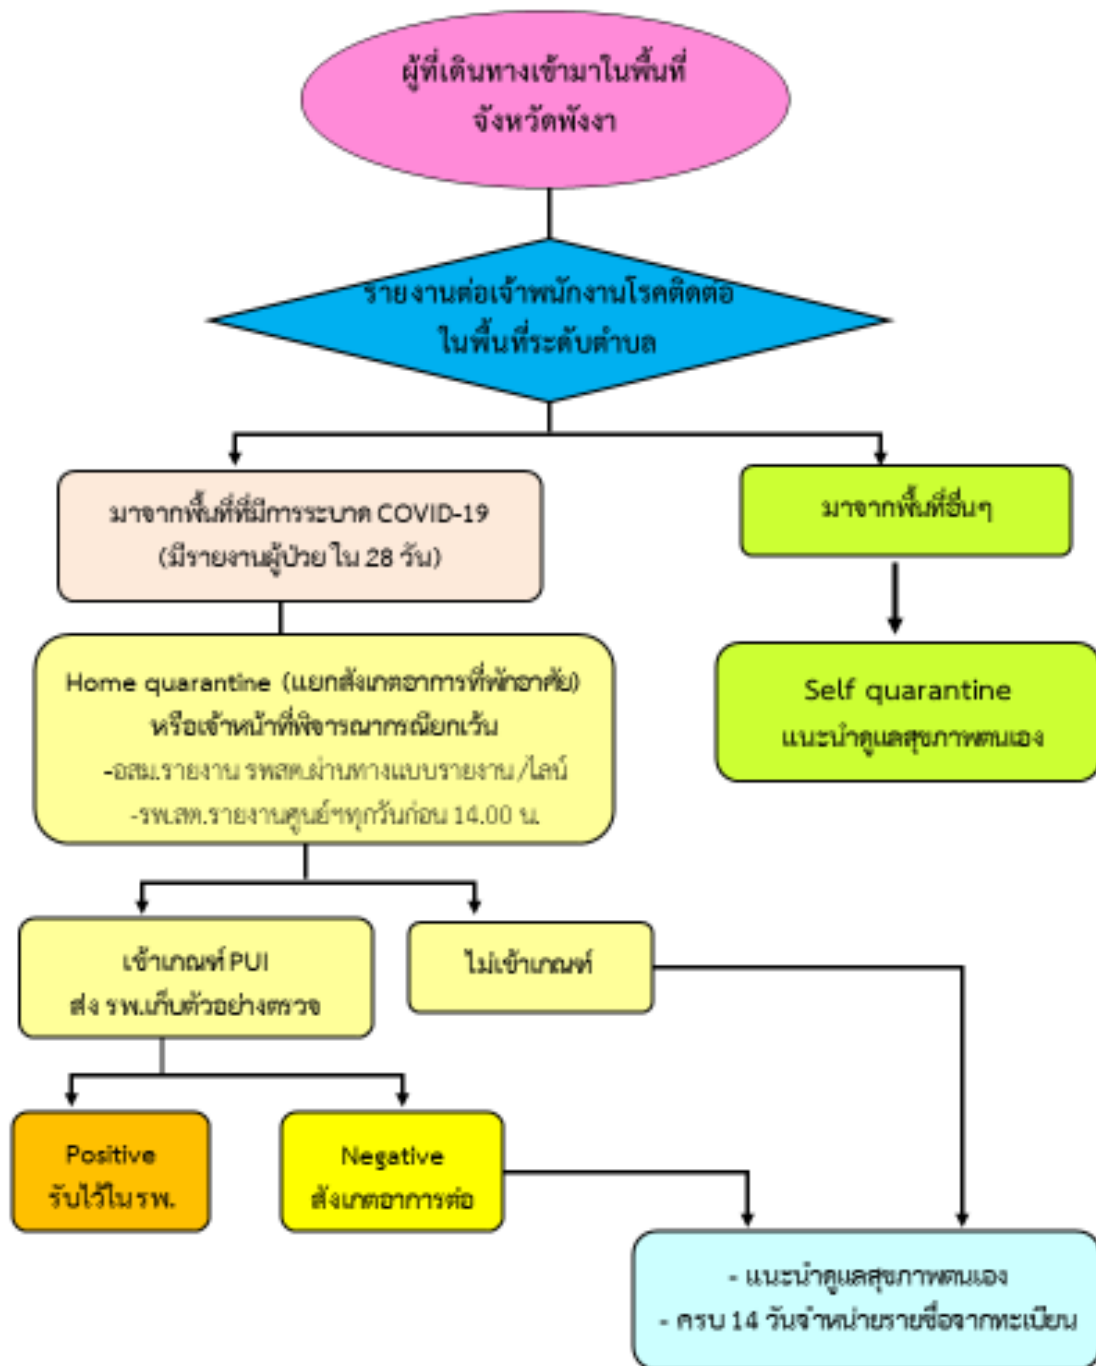 ผู้ที่เดินทางเข้ามาในพื้นที่
จังหวัดพังงา
รายงานต่อเจ้าพนักงานโรคติดต่อ
ในพื้นที่ระดับตำบล
มาจากพื้นที่ที่มีการระบาด COVID-19
(มีรายงานผู้ป่วย ใน 28 วัน)
มาจากพื้นที่อื่นๆ
Home quarantine (แยกสังเกตอาการที่พักอาศัย)
หรือเจ้าหน้าที่พิจารณากรณียกเว้น
-อสม.รายงาน รพสต.ผ่านทางแบบรายงาน /ไลน์
-รพ.สต.รายงานศูนย์ฯทุกวันก่อน 14.00 น.
Self quarantine
แนะนำดูแลสุขภาพตนเอง
เข้าเกณฑ์ PUI
ส่ง รพ.เก็บตัวอย่างตรวจ
ไม่เข้าเกณฑ์
Positive
รับไว้ใน รพ.
Negative
สังเกตอาการต่อ
- แนะนำดูแลสุขภาพตนเอง
- ครบ 14 วันจำหน่ายรายชื่อจากทะเบียน